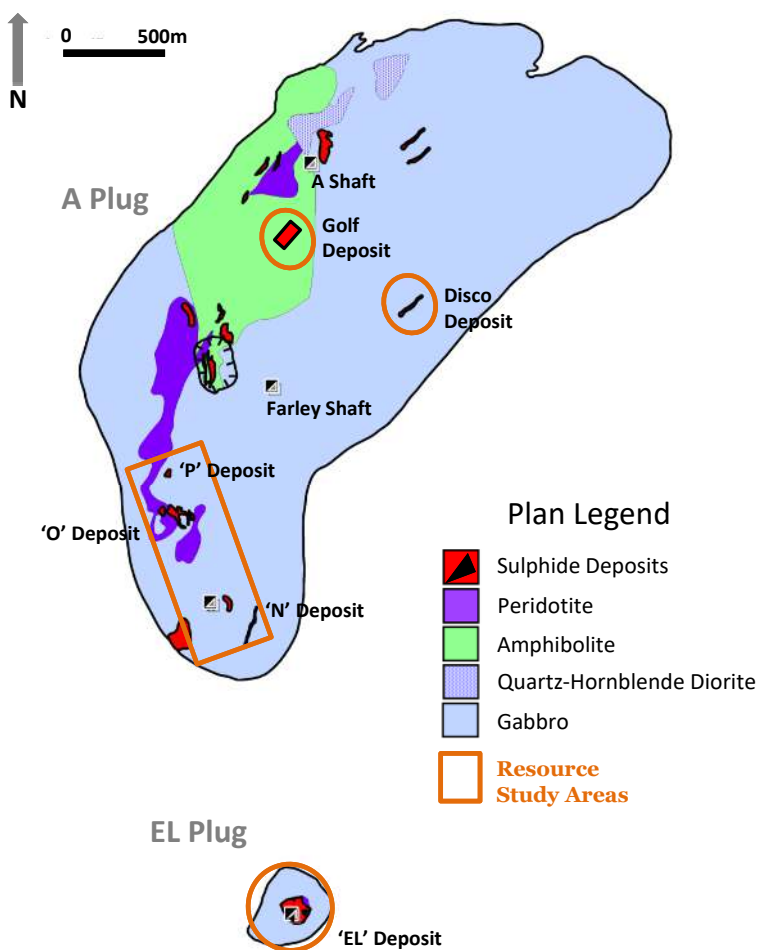 0 500m
N
A Shaft
A Plug
Golf
Deposit
Disco
Deposit
Farley Shaft
‘P’ Deposit
‘O’ Deposit
‘N’ Deposit
Plan Legend
Sulphide Deposits
Peridotite
Amphibolite
Quartz-Hornblende Diorite
Gabbro
Resource
Study Areas
EL Plug
‘EL’ Deposit